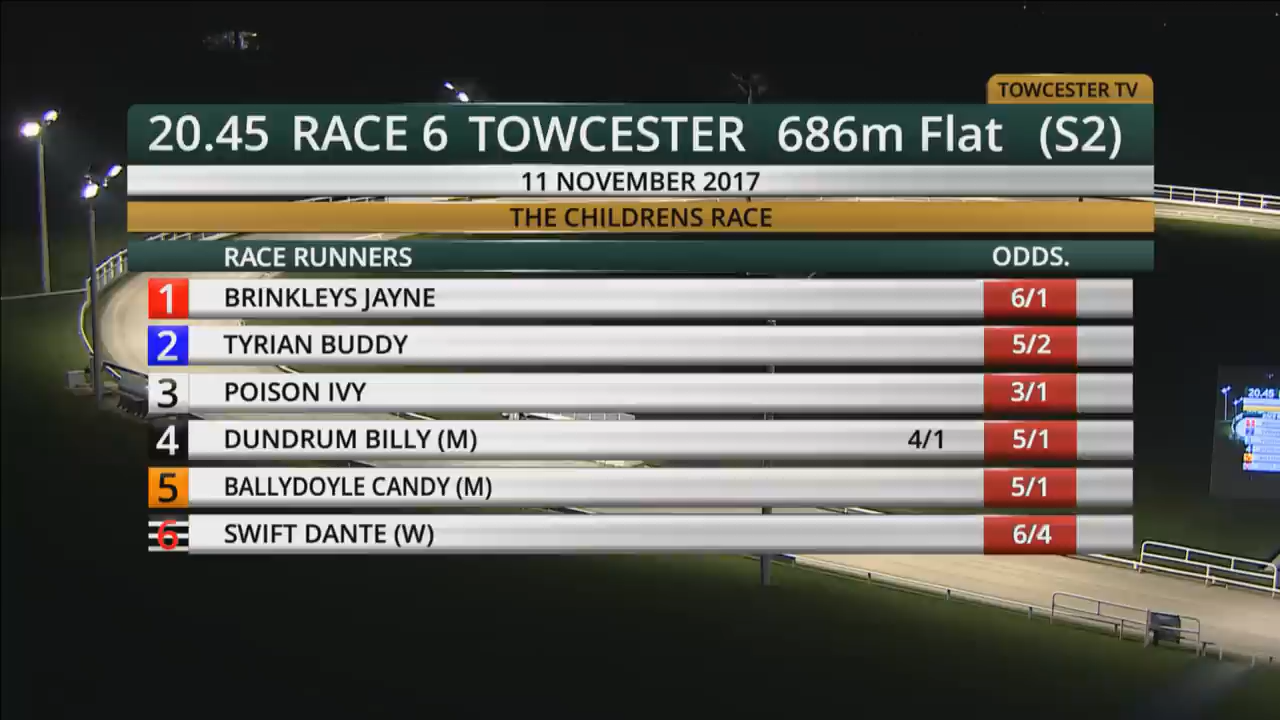 TOWCESTER TV
20.45 RACE 6 TOWCESTER 686m Flat (S2)
11 NOVEMBER 2017
THE CHILDRENS RACE
RACE RUNNERS ODDS.
1 BRINKLEYS JAYNE 6/1
2 TYRIAN BUDDY 5/2
3 POISON IVY 3/1
4 DUNDRUM BILLY (M) 4/1 5/1
5 BALLYDOYLE CANDY (M) 5/1
6 SWIFT DANTE (W) 6/4
20.45